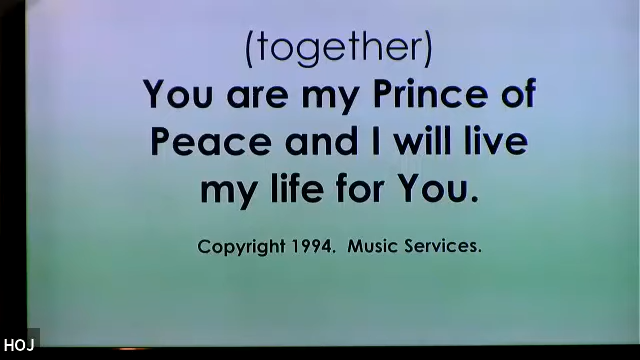 (together)
You are my Prince of
Peace and I will live
my life for You.
Copyright 1994.  Music Services.
HOJ